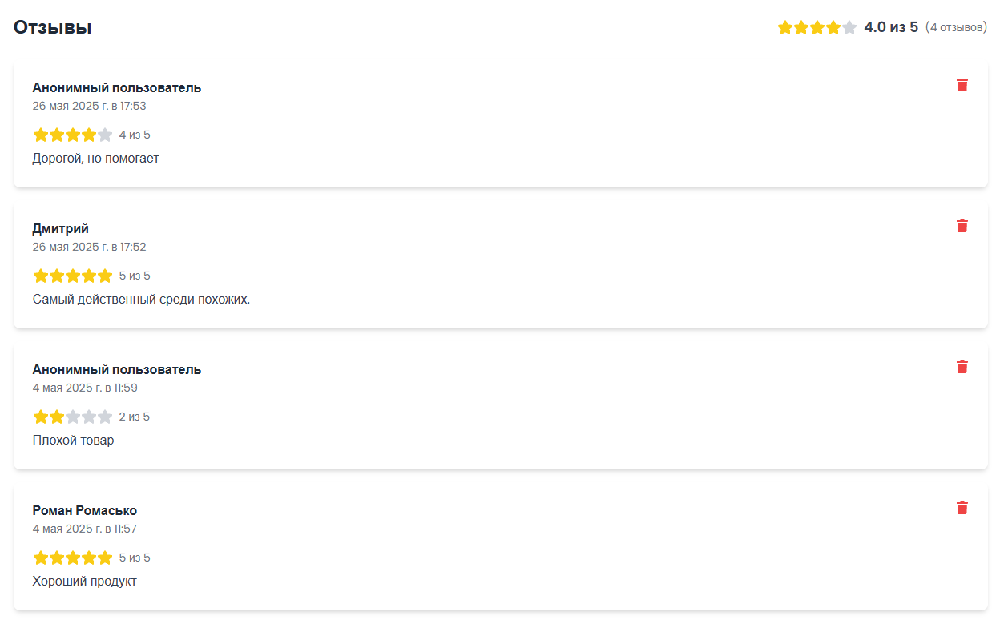 Отзывы
4.0 из 5 (4 отзывов)
Анонимный пользователь
26 мая 2025 г. в 17:53
4 из 5
Дорогой, но помогает
Дмитрий
26 мая 2025 г. в 17:52
5 из 5
Самый действенный среди похожих.
Анонимный пользователь
4 мая 2025 г. в 11:59
2 из 5
Плохой товар
Роман Ромасько
4 мая 2025 г. в 11:57
5 из 5
Хороший продукт